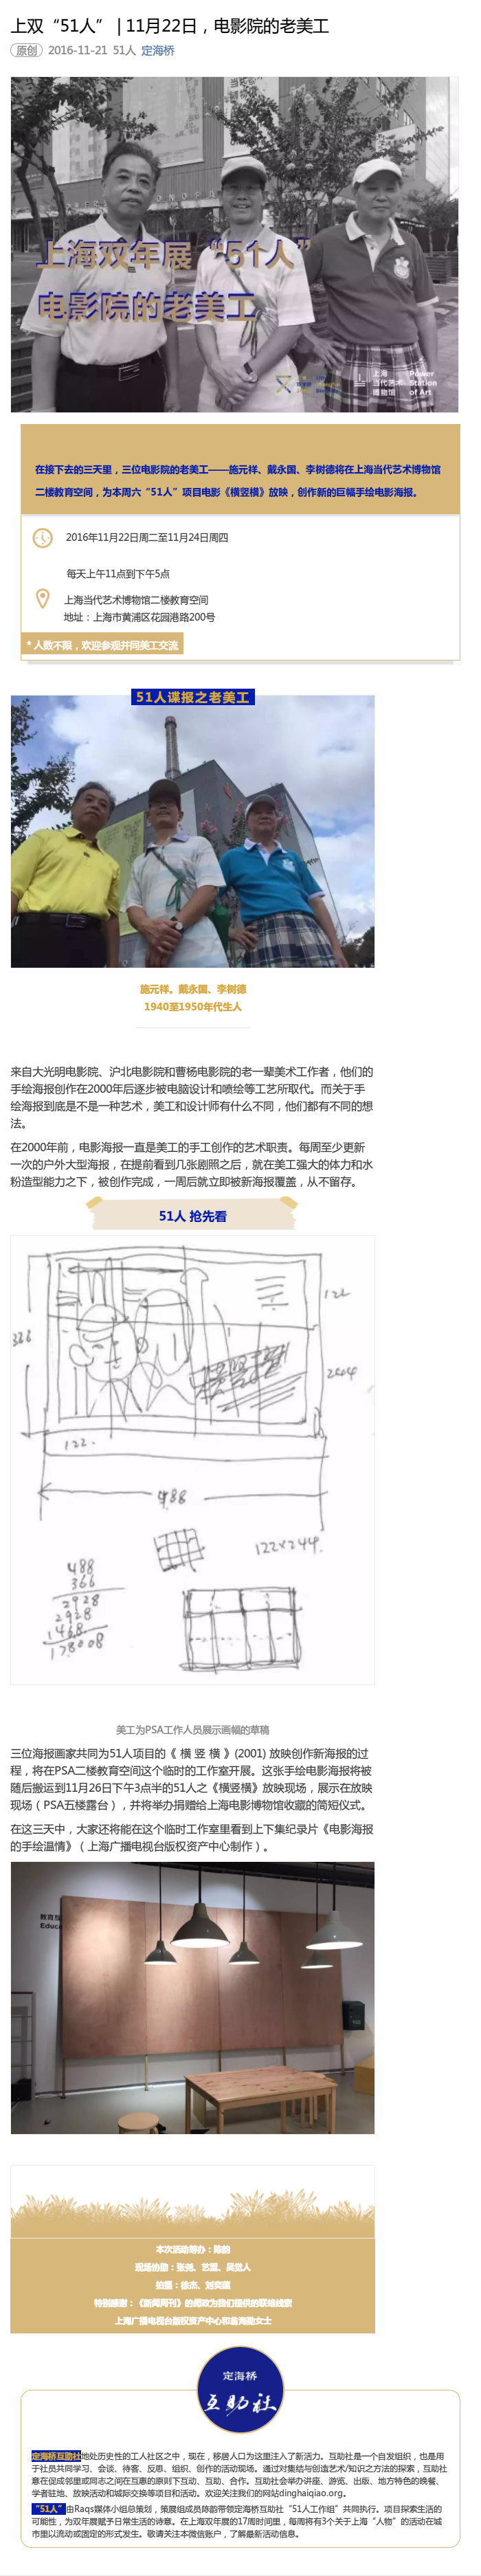 上双“51人” | 11月22日，电影院的老美工
原创 2016-11-21 51人 定海桥
上海双年展“51人”
电影院的老美工
上海
当代艺术
博物馆
Power
Station
of Art
在接下去的三天里，三位电影院的老美工——施元祥、戴永国、李树德将在上海当代艺术博物馆
二楼教育空间，为本周六“51人”项目电影《横竖横》放映，创作新的巨幅手绘电影海报。
2016年11月22日周二至11月24日周四
每天上午11点到下午5点
上海当代艺术博物馆二楼教育空间
地址：上海市黄浦区花园港路200号
* 人数不限，欢迎参观并同美工交流
51人谍报之老美工
施元祥。戴永国、李树德
1940至1950年代生人
来自大光明电影院、沪北电影院和曹杨电影院的老一辈美术工作者，他们的
手绘海报创作在2000年后逐步被电脑设计和喷绘等工艺所取代。而关于手
绘海报到底是不是一种艺术，美工和设计师有什么不同，他们都有不同的想
法。
在2000年前，电影海报一直是美工的手工创作的艺术职责。每周至少更新
一次的户外大型海报，在提前看到几张剧照之后，就在美工强大的体力和水
粉造型能力之下，被创作完成，一周后就立即被新海报覆盖，从不留存。
51人 抢先看
366
122
244
122.
488
122×244.
488
366
2928
2928
1468
178008
美工为PSA工作人员展示画幅的草稿
三位海报画家共同为51人项目的《 横 竖 横 》(2001) 放映创作新海报的过
程，将在PSA二楼教育空间这个临时的工作室开展。这张手绘电影海报将被
随后搬运到11月26日下午3点半的51人之《横竖横》放映现场，展示在放映
现场（ PSA五楼露台 ），并将举办捐赠给上海电影博物馆收藏的简短仪式。
在这三天中，大家还将能在这个临时工作室里看到上下集纪录片《电影海报
的手绘温情》（ 上海广播电视台版权资产中心制作 ）。
Educa
本次活动筹办：陈韵
拍摄：徐杰、刘奕蕴
特别感谢：《新闻周刊》的师政为我们提供的联络线索
上海广播电视台版权资产中心和翁海勤女士
定海桥
互助社
定海桥互助社地处历史性的工人社区之中，现在，移居人口为这里注入了新活力。互助社是一个自发组织，也是用
于社员共同学习、会谈、待客、反思、组织、创作的活动现场。通过对集结与创造艺术/知识之方法的探索，互助社
意在促成邻里或同志之间在互惠的原则下互动、互助、合作。互助社会举办讲座、游览、出版、地方特色的晚餐、
学者驻地、放映活动和城际交换等项目和活动。欢迎关注我们的网站dinghaiqiao.org。
“51人”由Raqs媒体小组总策划，策展组成员陈韵带领定海桥互助社“51人工作组”共同执行。项目探索生活的
可能性，为双年展赋予日常生活的诗意。在上海双年展的17周时间里，每周将有3个关于上海“人物”的活动在城
市里以流动或固定的形式发生。敬请关注本微信账户，了解最新活动信息。